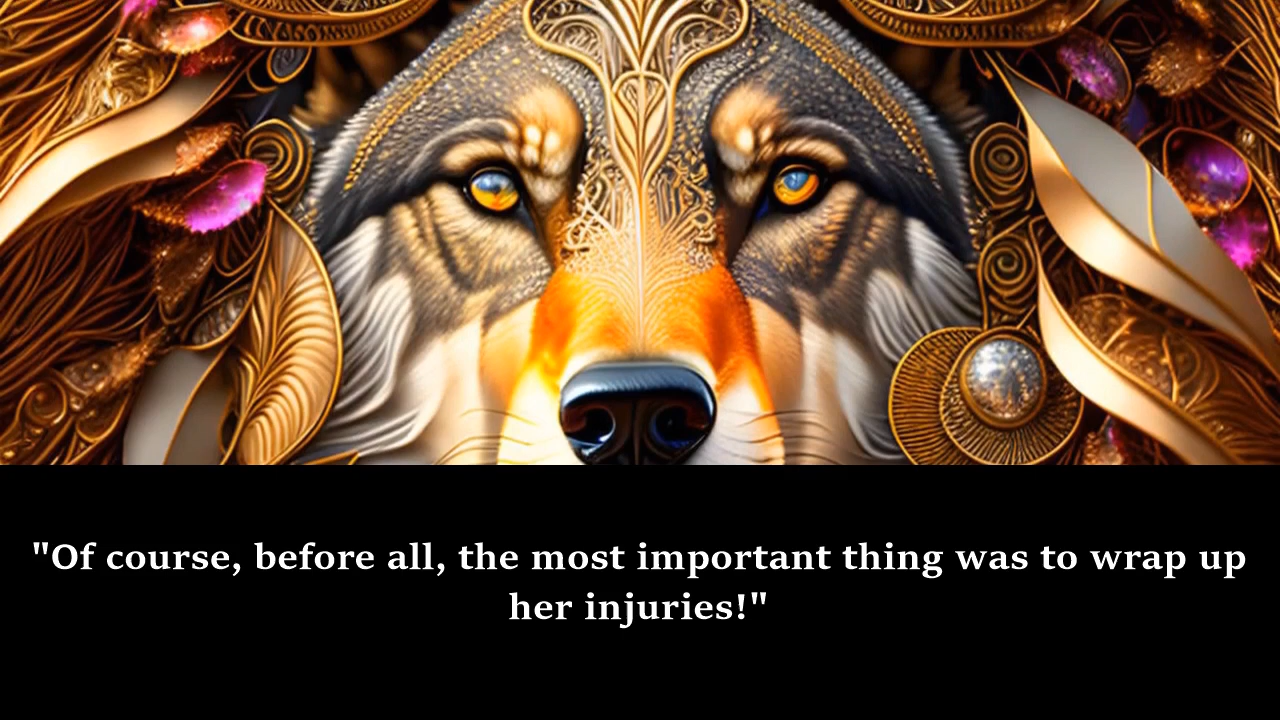 "Of course, before all, the most important thing was to wrap up
her injuries!"